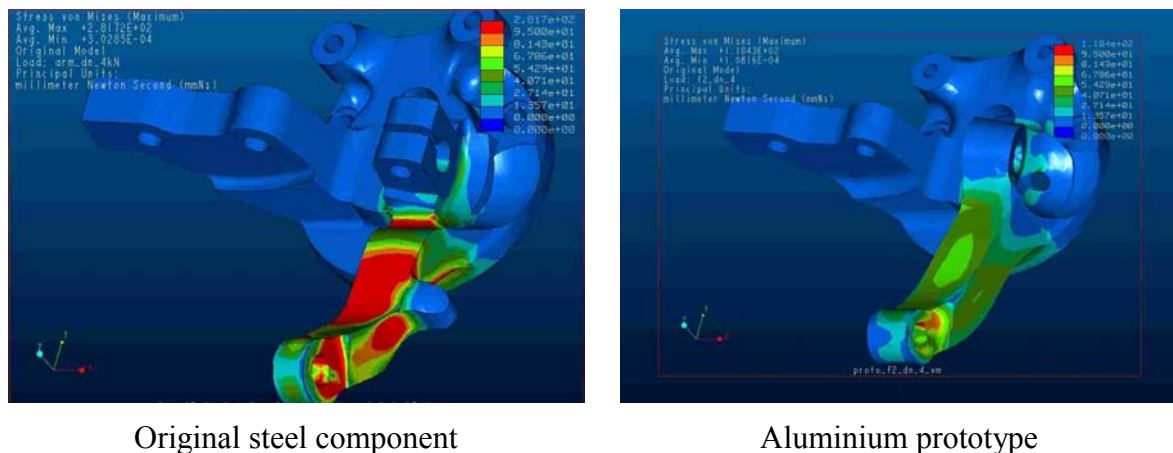 Stress von Mises (Maximum)
Avg. Max +2.8172E+02
Avg. Min +3.0285E-04
Original Model
Load: arm_dn_4kN
Principal Units:
millimeter Newton Second (mmNs)
2.817e+02
9.500e+01
8.143e+01
6.786e+01
5.429e+01
4.071e+01
2.714e+01
1.357e+01
0.000e+00
0.000e+00
Stress von Mises (Maximum)
Avg. Max +1.1043E+02
Avg. Min +1.0816E-04
Original Model
Load: f2_dn_4
Principal Units:
millimeter Newton Second (mmNs)
1.104e+02
9.500e+01
8.143e+01
6.786e+01
5.429e+01
4.071e+01
2.714e+01
1.357e+01
0.000e+00
0.000e+00
proto_f2_dn_4_vm
Original steel component
Aluminium prototype